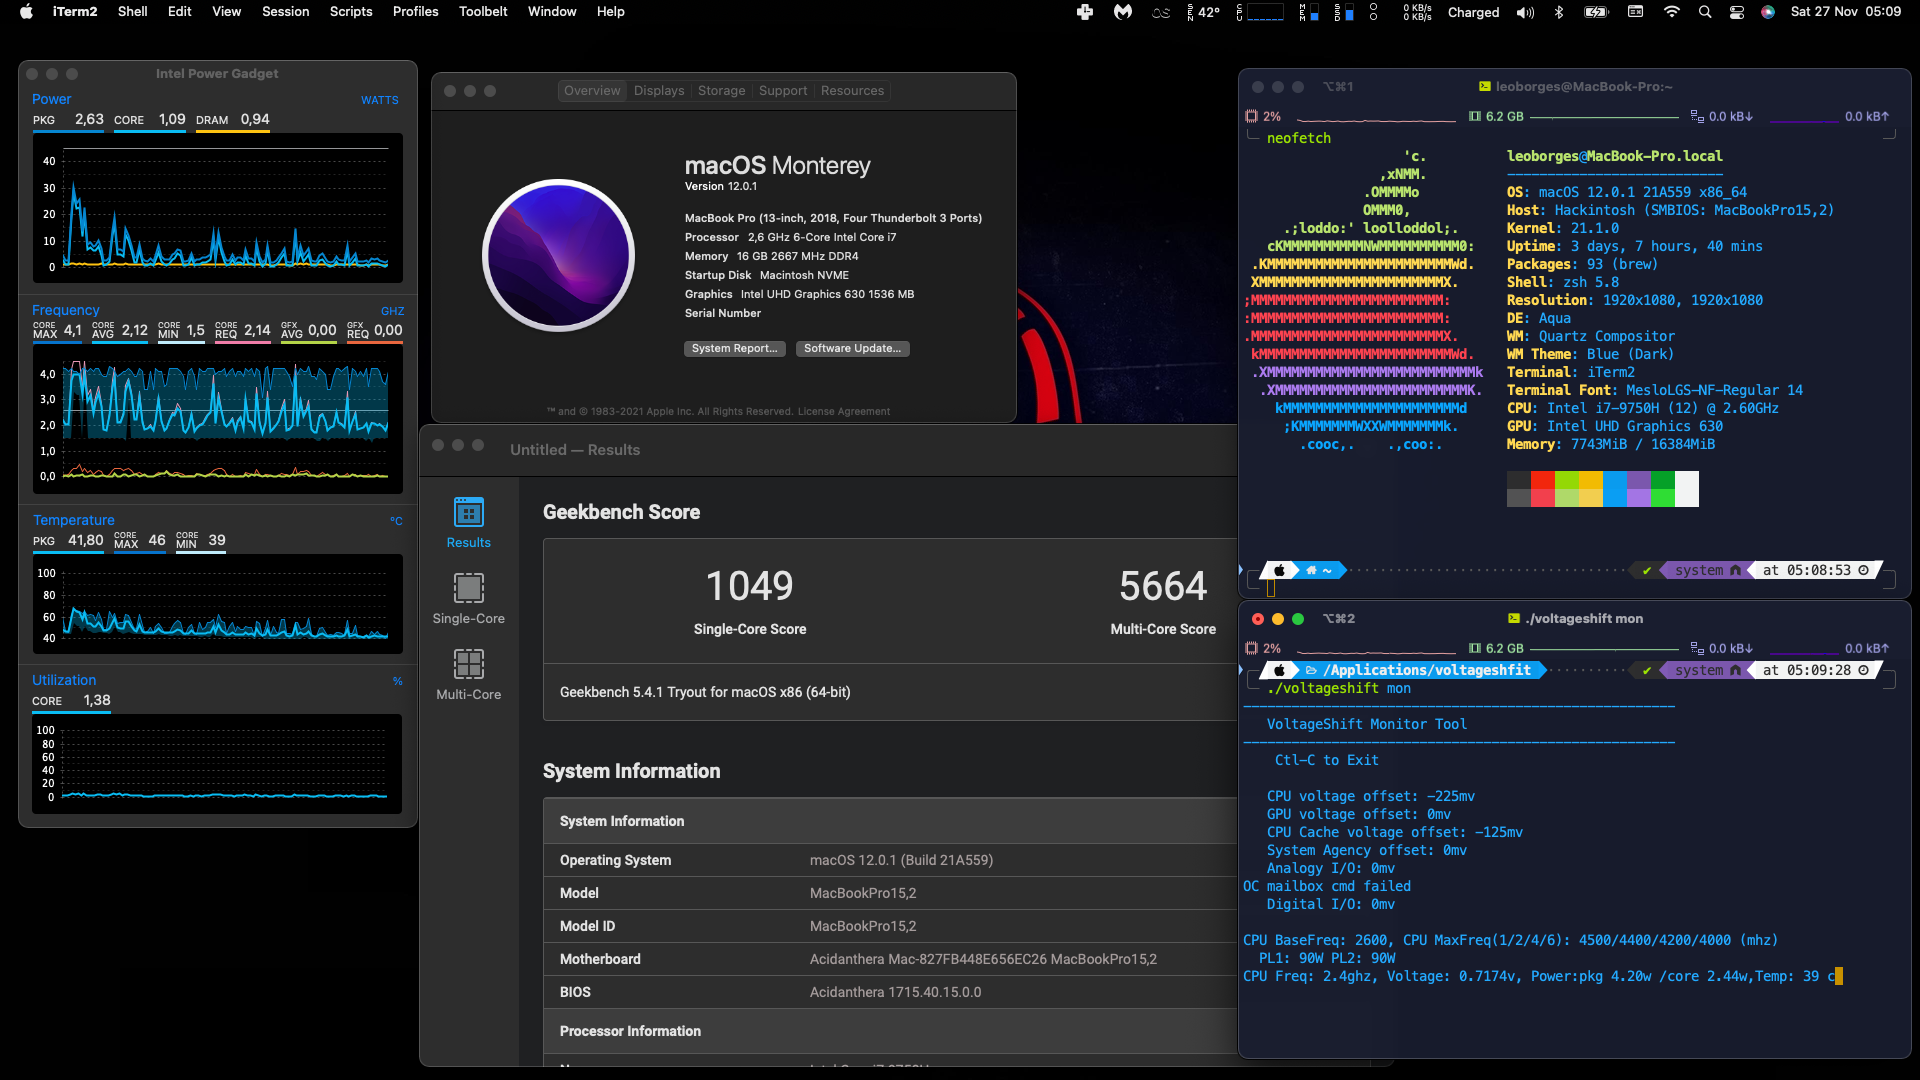 iTerm2 Shell Edit View Session Scripts Profiles Toolbelt Window Help
SEN 42° CPU MEM SSD 0 KB/s 0 KB/s Charged Sat 27 Nov 05:09
Intel Power Gadget
Power WATTS
PKG 2,63 CORE 1,09 DRAM 0,94
40
30
20
10
0
Frequency GHZ
CORE MAX 4,1 CORE AVG 2,12 CORE MIN 1,5 CORE REQ 2,14 GFX AVG 0,00 GFX REQ 0,00
4,0
3,0
2,0
1,0
0,0
Temperature °C
PKG 41,80 CORE MAX 46 CORE MIN 39
100
80
60
40
Utilization %
CORE 1,38
100
80
60
40
20
0
Overview Displays Storage Support Resources
macOS Monterey
Version 12.0.1
MacBook Pro (13-inch, 2018, Four Thunderbolt 3 Ports)
Processor 2,6 GHz 6-Core Intel Core i7
Memory 16 GB 2667 MHz DDR4
Startup Disk Macintosh NVME
Graphics Intel UHD Graphics 630 1536 MB
Serial Number
System Report... Software Update...
™ and © 1983-2021 Apple Inc. All Rights Reserved. License Agreement
Untitled — Results
Results
Single-Core
Multi-Core
Geekbench Score
1049 5664
Single-Core Score Multi-Core Score
Geekbench 5.4.1 Tryout for macOS x86 (64-bit)
System Information
System Information
Operating System macOS 12.0.1 (Build 21A559)
Model MacBookPro15,2
Model ID MacBookPro15,2
Motherboard Acidanthera Mac-827FB448E656EC26 MacBookPro15,2
BIOS Acidanthera 1715.40.15.0.0
Processor Information
⌥⌘1 leoborges@MacBook-Pro:~
2% 6.2 GB 0.0 kB↓ 0.0 kB↑
neofetch
leoborges@MacBook-Pro.local
---------------------------
OS: macOS 12.0.1 21A559 x86_64
Host: Hackintosh (SMBIOS: MacBookPro15,2)
Kernel: 21.1.0
Uptime: 3 days, 7 hours, 40 mins
Packages: 93 (brew)
Shell: zsh 5.8
Resolution: 1920x1080, 1920x1080
DE: Aqua
WM: Quartz Compositor
WM Theme: Blue (Dark)
Terminal: iTerm2
Terminal Font: MesloLGS-NF-Regular 14
CPU: Intel i7-9750H (12) @ 2.60GHz
GPU: Intel UHD Graphics 630
Memory: 7743MiB / 16384MiB
~ ✔ system at 05:08:53
⌥⌘2 ./voltageshift mon
2% 6.2 GB 0.0 kB↓ 0.0 kB↑
/Applications/voltageshfit ✔ system at 05:09:28
./voltageshift mon
VoltageShift Monitor Tool
Ctl-C to Exit
CPU voltage offset: -225mv
GPU voltage offset: 0mv
CPU Cache voltage offset: -125mv
System Agency offset: 0mv
Analogy I/O: 0mv
OC mailbox cmd failed
Digital I/O: 0mv
CPU BaseFreq: 2600, CPU MaxFreq(1/2/4/6): 4500/4400/4200/4000 (mhz)
PL1: 90W PL2: 90W
CPU Freq: 2.4ghz, Voltage: 0.7174v, Power:pkg 4.20w /core 2.44w,Temp: 39 c